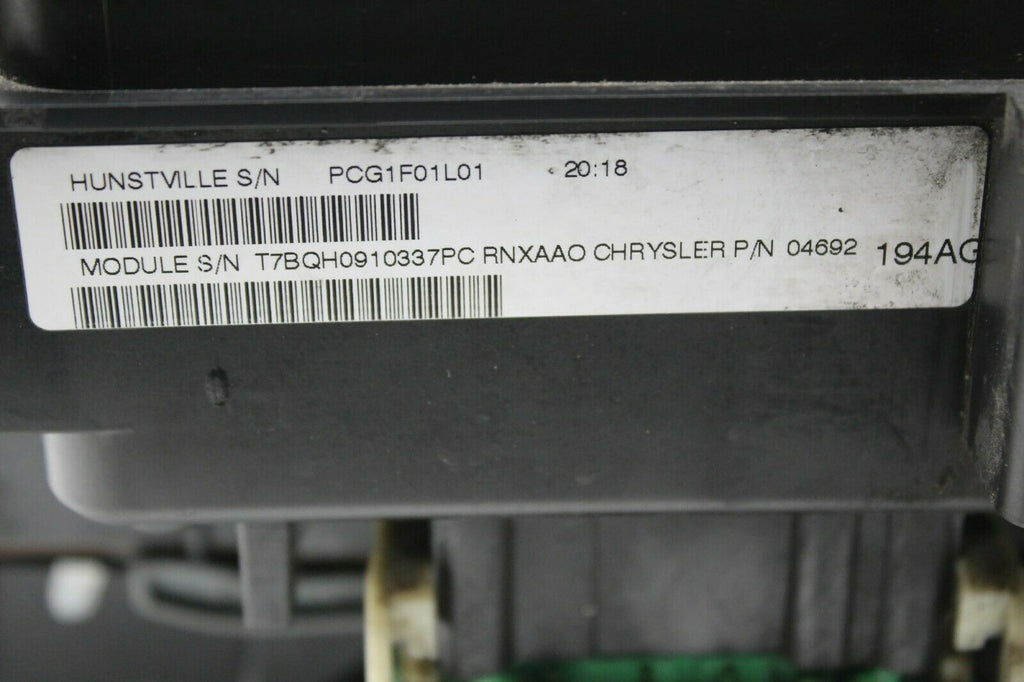 HUNSTVILLE S/N PCG1F01L01 20:18
MODULE S/N T7BQH0910337PC RNXAAO CHRYSLER P/N 04692 194AG